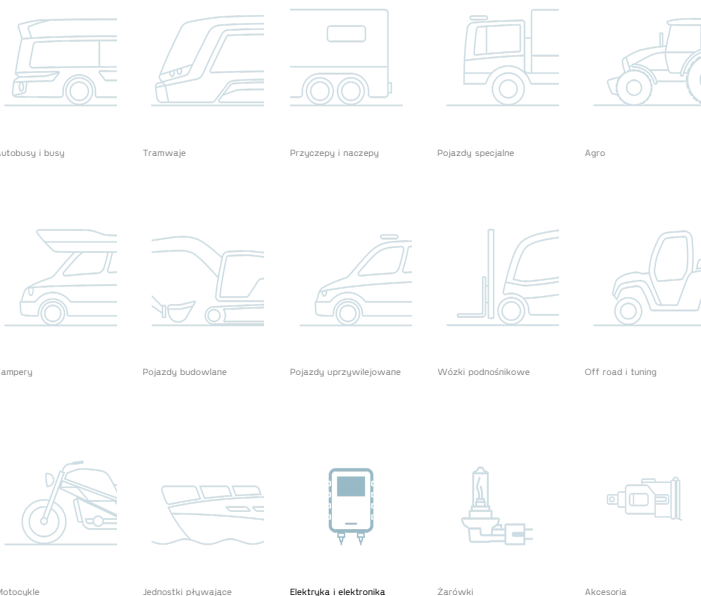 utobusy i busy
Tramwaje
Przyczepy i naczepy
Pojazdy specjalne
Agro
ampery
Pojazdy budowlane
Pojazdy uprzywilejowane
Wózki podnośnikowe
Off road i tuning
Motocykle
Jednostki pływające
Elektryka i elektronika
Żarówki
Akcesoria